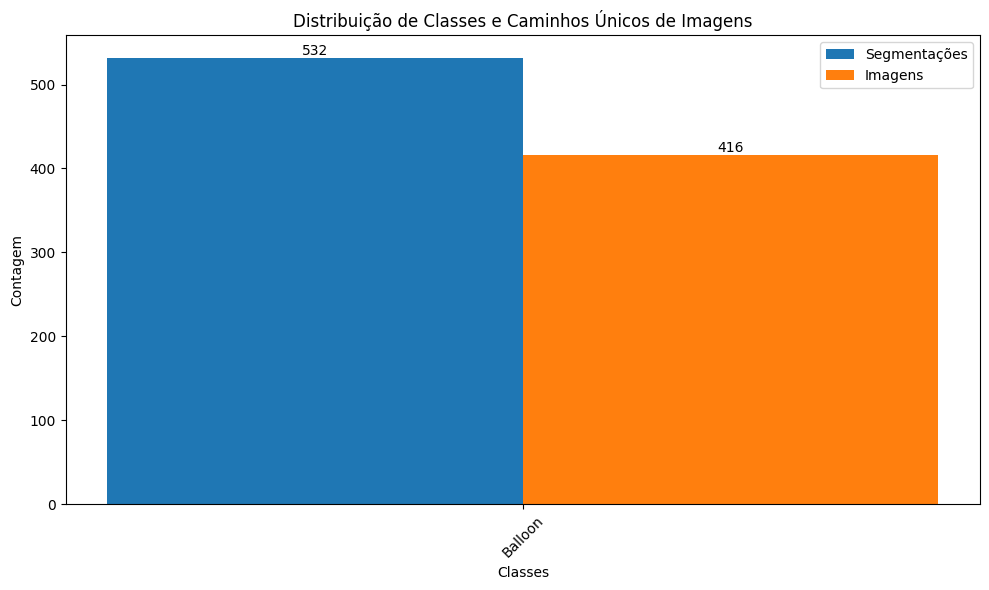 Distribuição de Classes e Caminhos Únicos de Imagens
532
416
Segmentações
Imagens
500
400
300
200
100
0
Contagem
Balloon
Classes